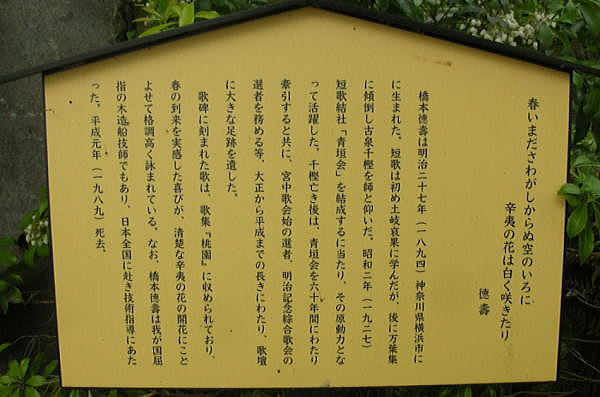 春いまださわがしからぬ空のいろに
辛夷の花は白く咲きたり
徳壽
橋本徳壽は明治二十七年(一八九四)神奈川県横浜市に
に生まれた。短歌は初め土岐哀果に学んだが、後に万葉集
に傾倒し古泉千樫を師と仰いだ。昭和二年(一九二七)
短歌結社「青垣会」を結成するに当たり、その原動力とな
って活躍した。千樫亡き後は、青垣会を六十年間にわたり
牽引すると共に、宮中歌会始の選者、明治記念綜合歌会の
選者を務める等、大正から平成までの長きにわたり、歌壇
に大きな足跡を遺した。
歌碑に刻まれた歌は、歌集『桃園』に収められており、
春の到来を実感した喜びが、清楚な辛夷の花の開花にこと
よせて格調高く詠まれている。なお、橋本徳壽は我が国屈
指の木造船技師でもあり、日本全国に赴き技術指導にあた
った。平成元年(一九八九)死去。